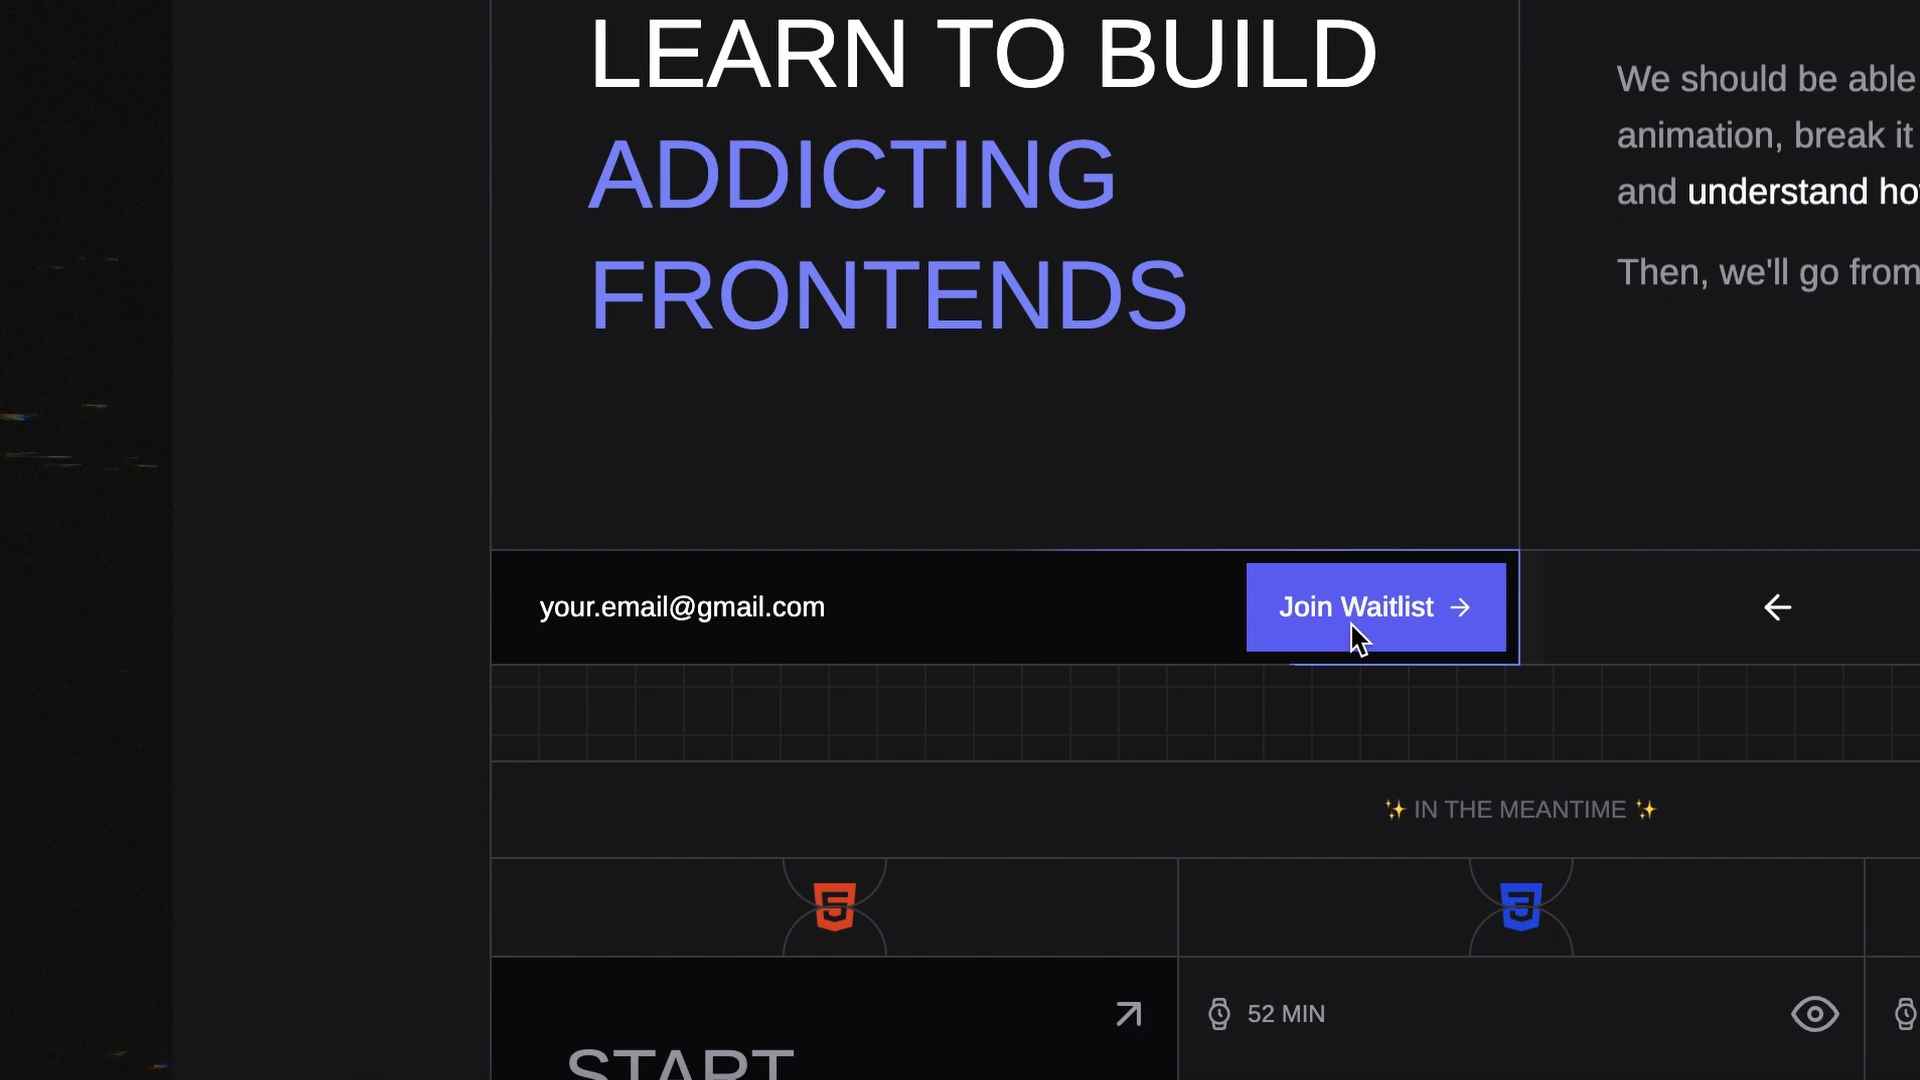 LEARN TO BUILD
ADDICTING
FRONTENDS
We should be able
animation, break it
and understand
Then, we'll go from
your.email@gmail.com
Join Waitlist
✨ IN THE MEANTIME ✨
52 MIN
START